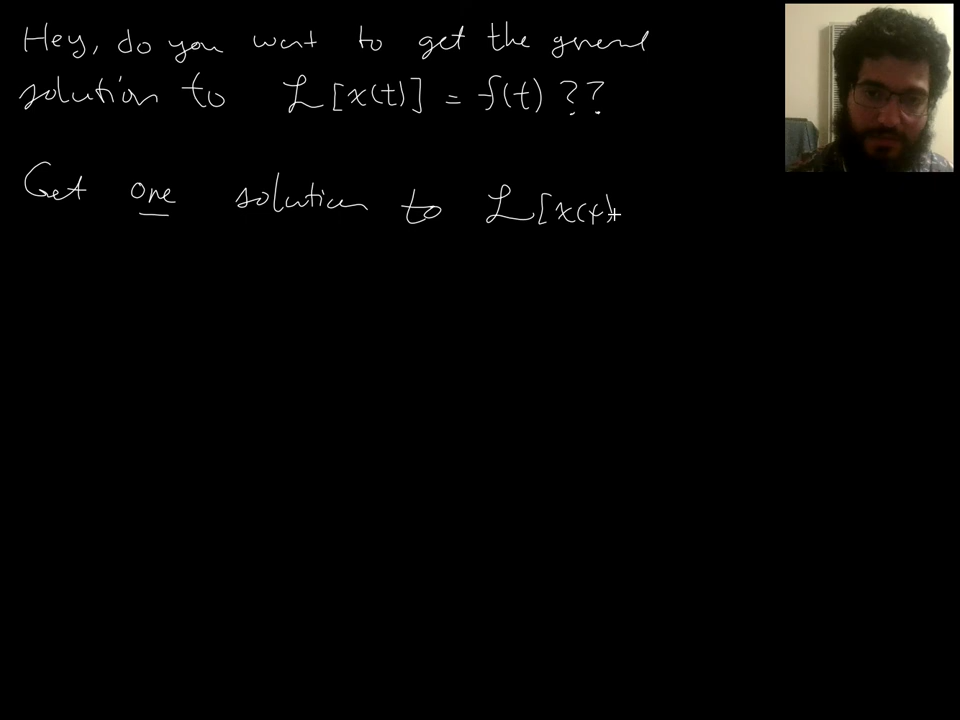 Hey, do you want to get the general
solution to ℒ[x(t)] = f(t) ??
Get one solution to ℒ[x(t)